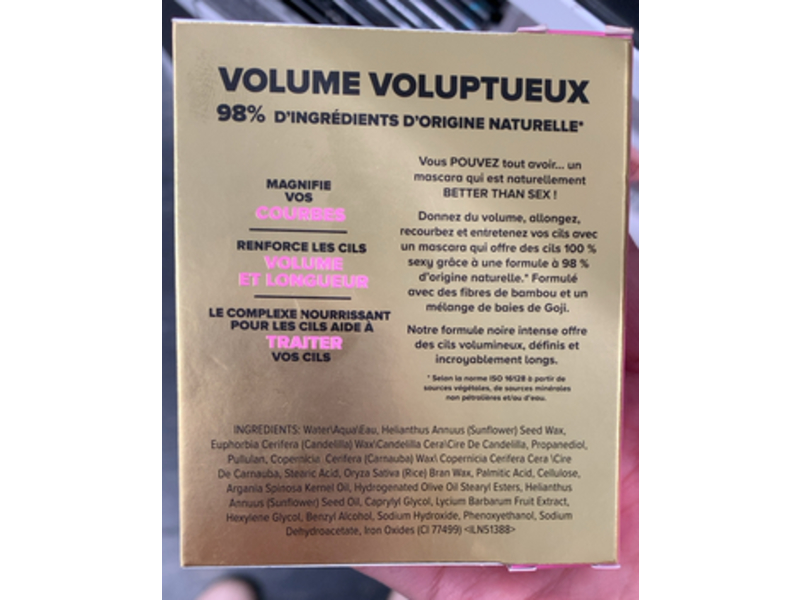 VOLUME VOLUPTUEUX
98% D'INGRÉDIENTS D'ORIGINE NATURELLE*
MAGNIFIE
VOS
COURBES
RENFORCE LES CILS
VOLUME
ET LONGUEUR
LE COMPLEXE NOURRISSANT
POUR LES CILS AIDE À
TRAITER
VOS CILS
Vous POUVEZ tout avoir... un
mascara qui est naturellement
BETTER THAN SEX !
Donnez du volume, allongez,
recourbez et entretenez vos cils avec
un mascara qui offre des cils 100 %
sexy grâce à une formule à 98 %
d'origine naturelle.* Formulé
avec des fibres de bambou et un
mélange de baies de Goji.
Notre formule noire intense offre
des cils volumineux, définis et
incroyablement longs.
* Selon la norme ISO 16128 à partir de
sources végétales, de sources minérales
non pétrolières et/ou d'eau.
INGREDIENTS: Water\Aqua\Eau, Helianthus Annuus (Sunflower) Seed Wax,
Euphorbia Cerifera (Candelilla) Wax\Candelilla Cera\Cire De Candelilla, Propanediol,
Pullulan, Copernicia Cerifera (Carnauba) Wax\ Copernicia Cerifera Cera \Cire
De Carnauba, Stearic Acid, Oryza Sativa (Rice) Bran Wax, Palmitic Acid, Cellulose,
Argania Spinosa Kernel Oil, Hydrogenated Olive Oil Stearyl Esters, Helianthus
Annuus (Sunflower) Seed Oil, Caprylyl Glycol, Lycium Barbarum Fruit Extract,
Hexylene Glycol, Benzyl Alcohol, Sodium Hydroxide, Phenoxyethanol, Sodium
Dehydroacetate, Iron Oxides (CI 77499) <ILN51388>